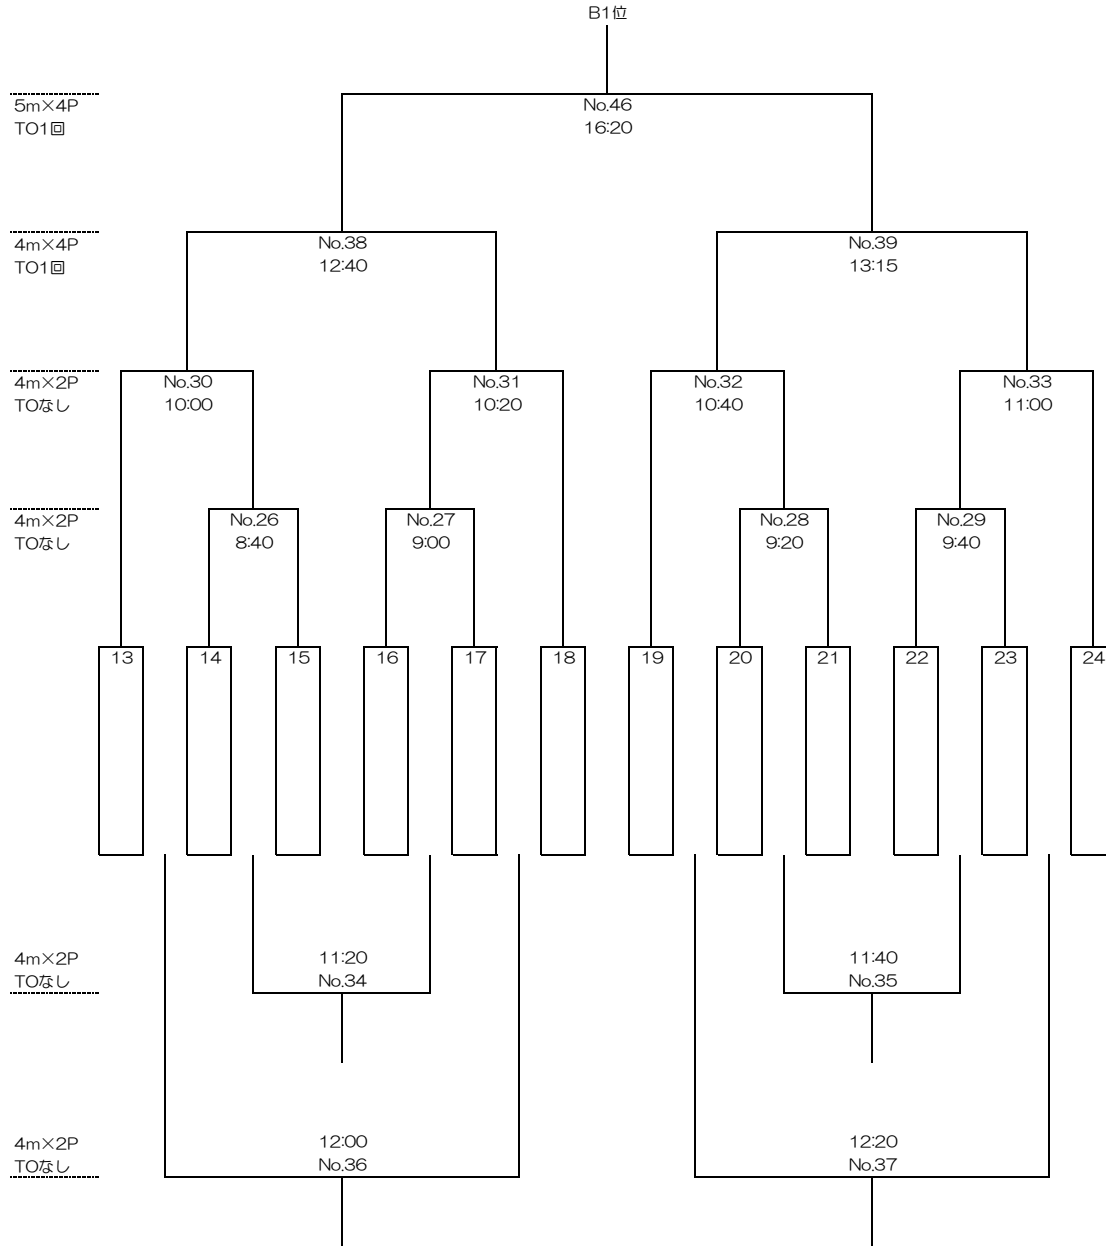 B1位
5m×4P
No.46
TO1回
16:20
4m×4P
No.38
No.39
TO1回
12:40
13:15
4m×2P
No.30
No.31
No.32
No.33
TOなし
10:00
10:20
10:40
11:00
4m×2P
No.26
No.27
No.28
No.29
TOなし
8:40
9:00
9:20
9:40
13
14
15
16
17
18
19
20
21
22
23
24
4m×2P
11:20
11:40
TOなし
No.34
No.35
4m×2P
12:00
12:20
TOなし
No.36
No.37